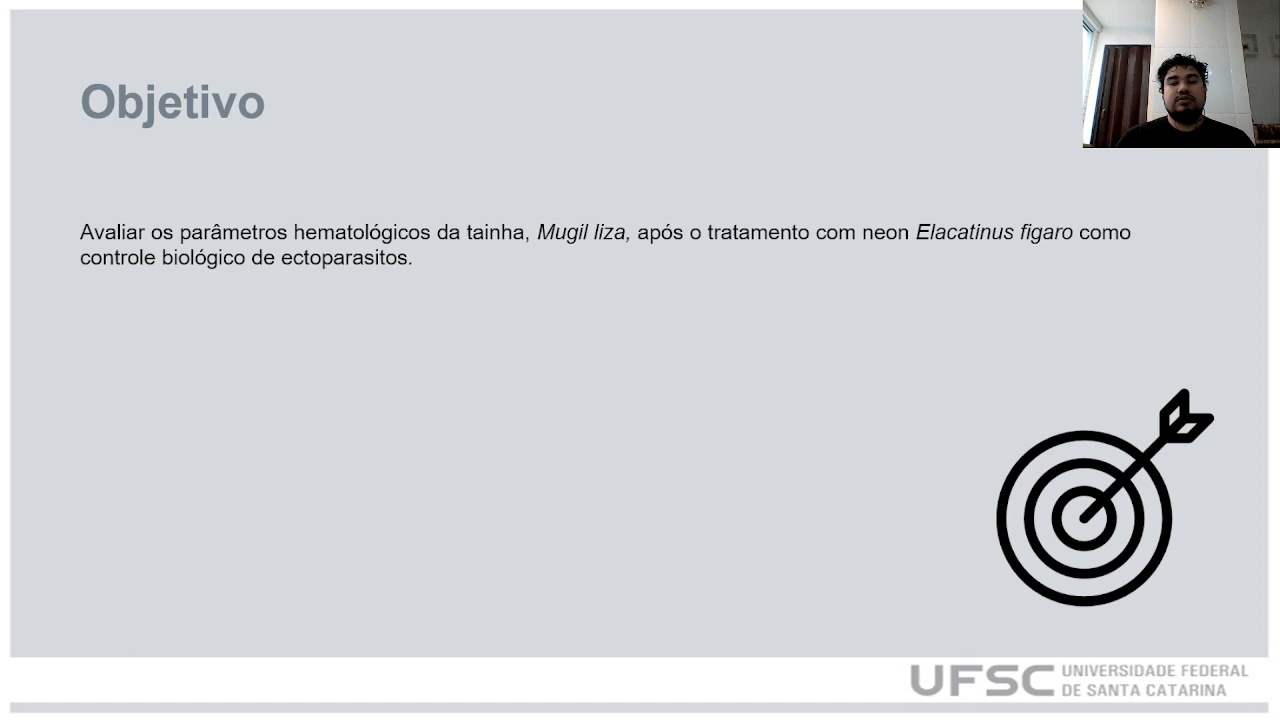 Objetivo
Avaliar os parâmetros hematológicos da tainha, Mugil liza, após o tratamento com neon Elacatinus figaro como
controle biológico de ectoparasitos.
UFSC UNIVERSIDADE FEDERAL
DE SANTA CATARINA